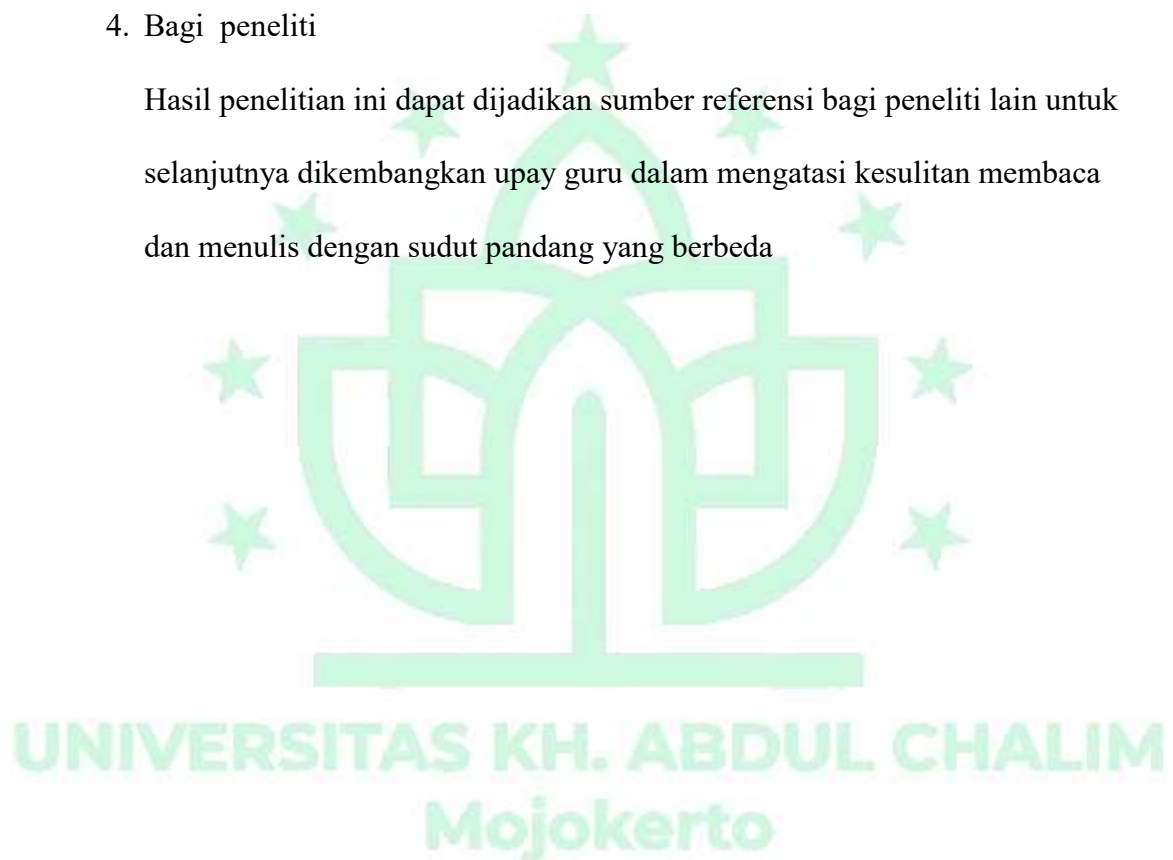 4. Bagi peneliti
Hasil penelitian ini dapat dijadikan sumber referensi bagi peneliti lain untuk
selanjutnya dikembangkan upay guru dalam mengatasi kesulitan membaca
dan menulis dengan sudut pandang yang berbeda
UNIVERSITAS KH. ABDUL CHALIM
Mojokerto